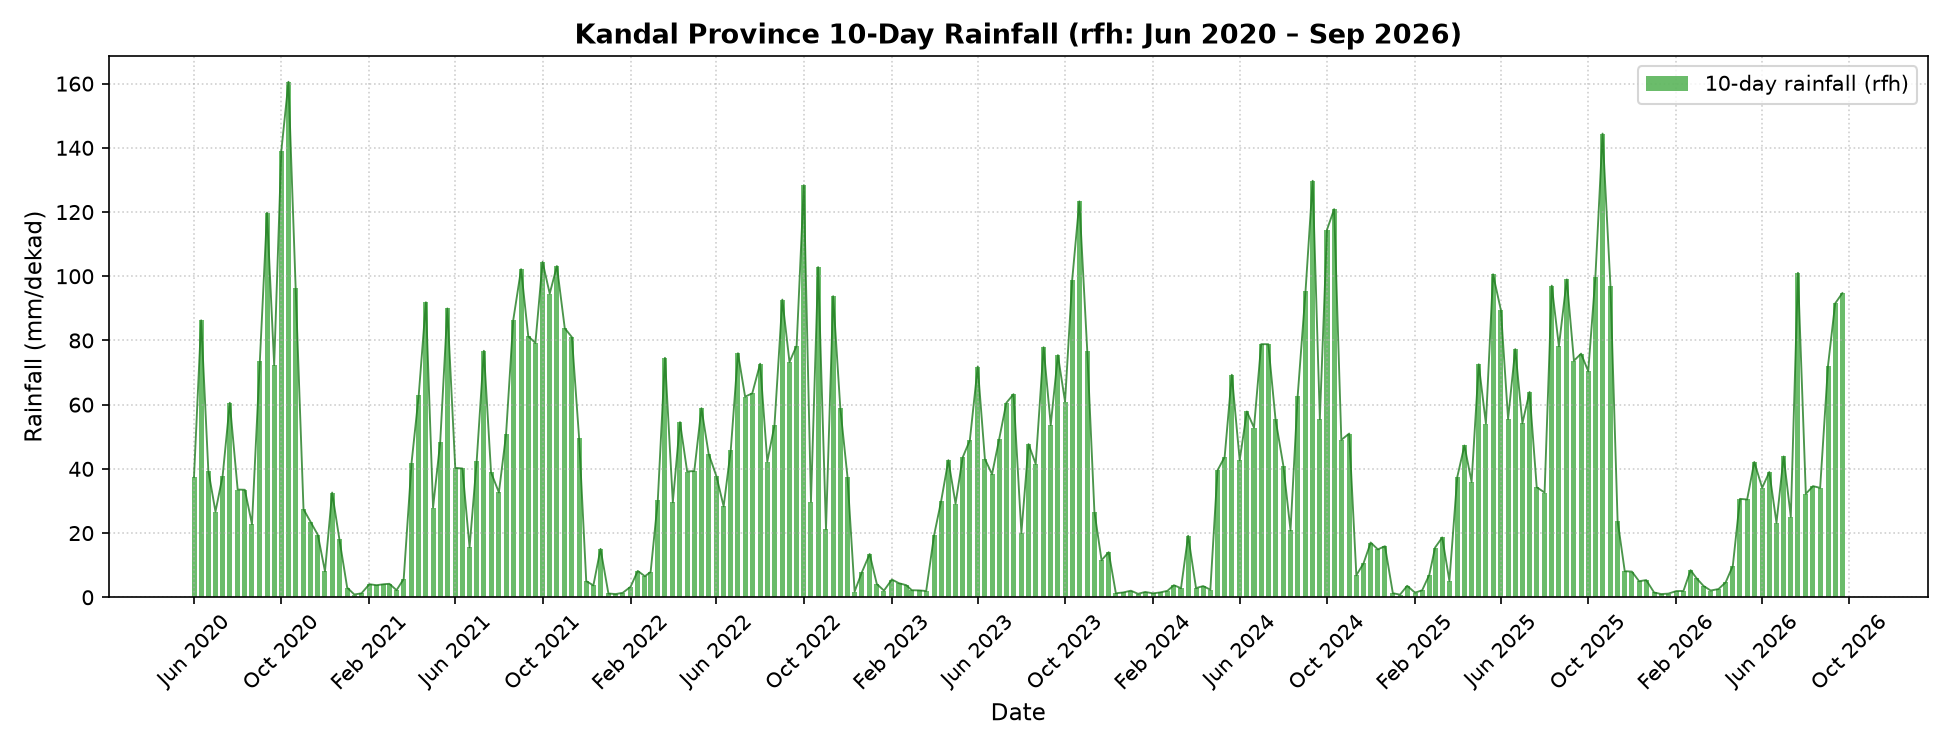 Kandal Province 10-Day Rainfall (rfh: Jun 2020 – Sep 2026)
10-day rainfall (rfh)
Rainfall (mm/dekad)
160
140
120
100
80
60
40
20
0
Jun 2020
Oct 2020
Feb 2021
Jun 2021
Oct 2021
Feb 2022
Jun 2022
Oct 2022
Feb 2023
Jun 2023
Oct 2023
Feb 2024
Jun 2024
Oct 2024
Feb 2025
Jun 2025
Oct 2025
Feb 2026
Jun 2026
Oct 2026
Date